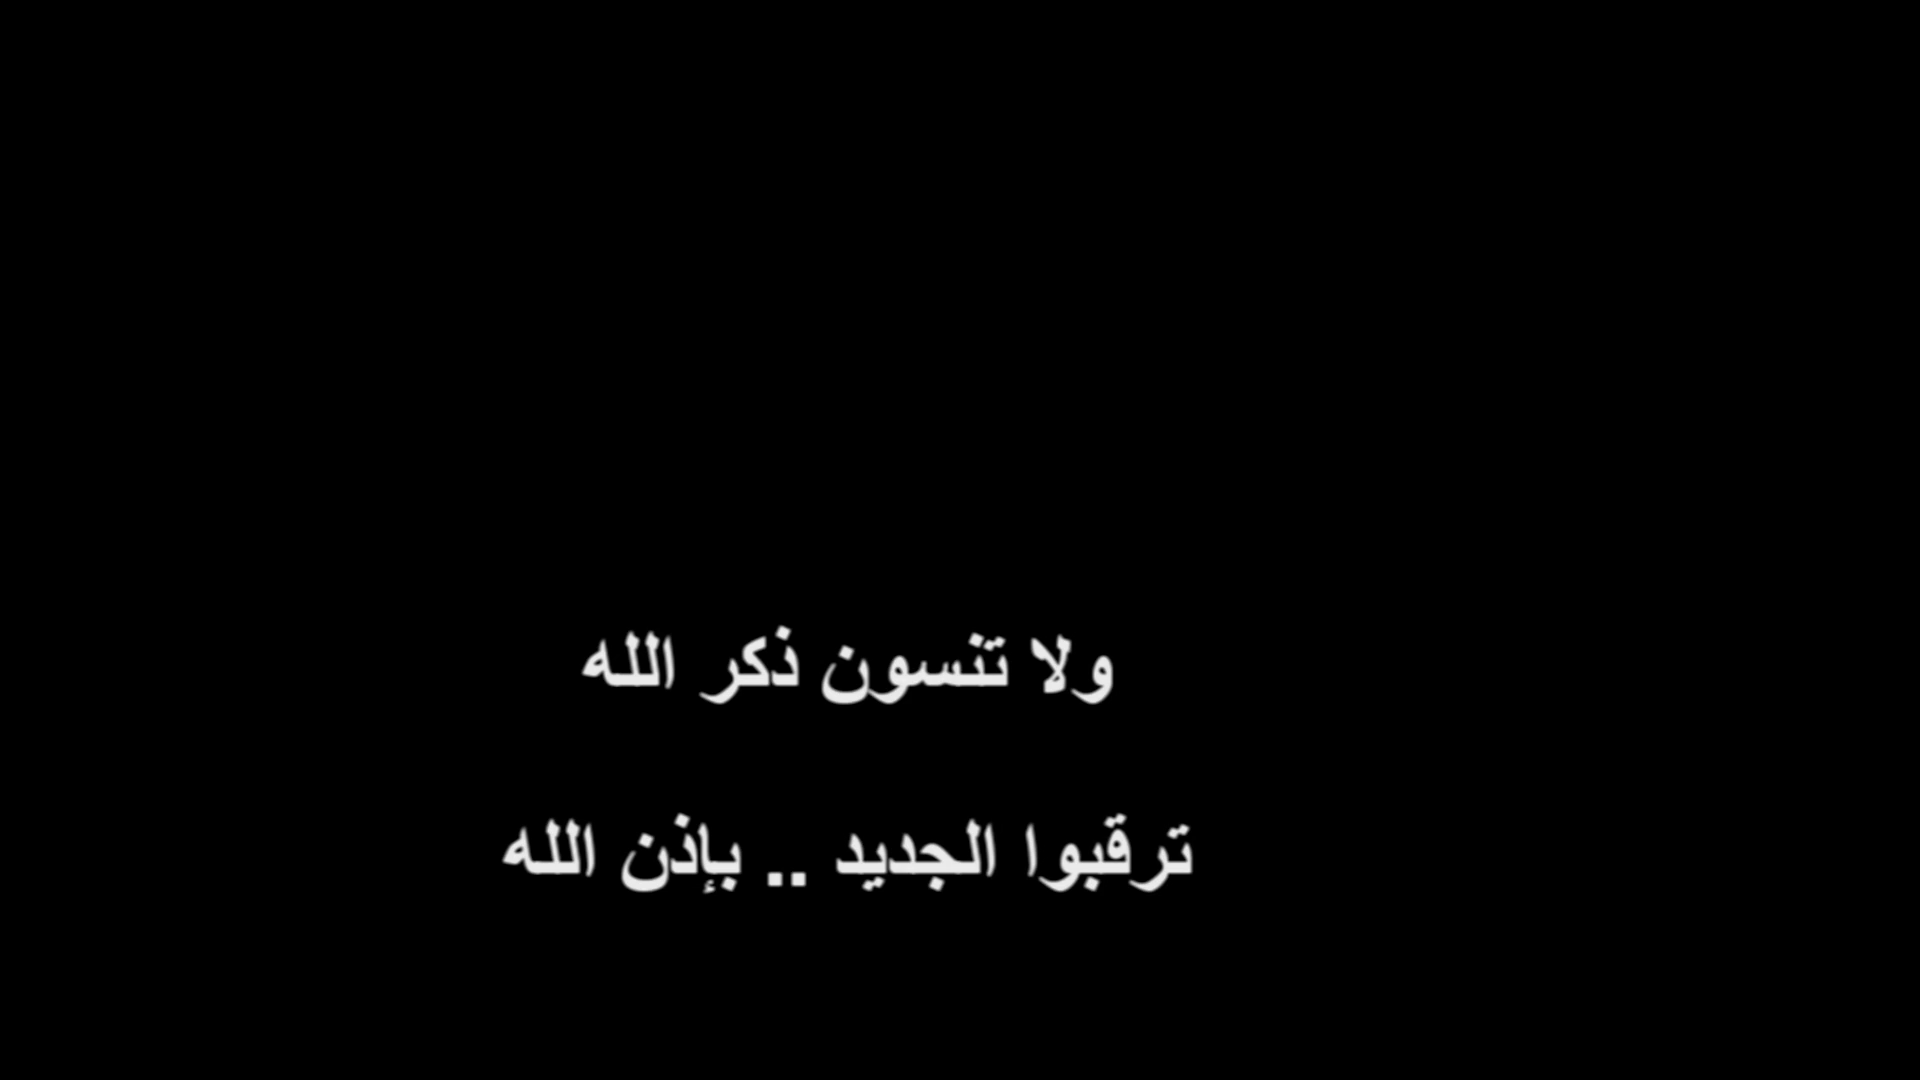 ولا تنسون ذكر الله
ترقبوا الجديد .. بإذن الله